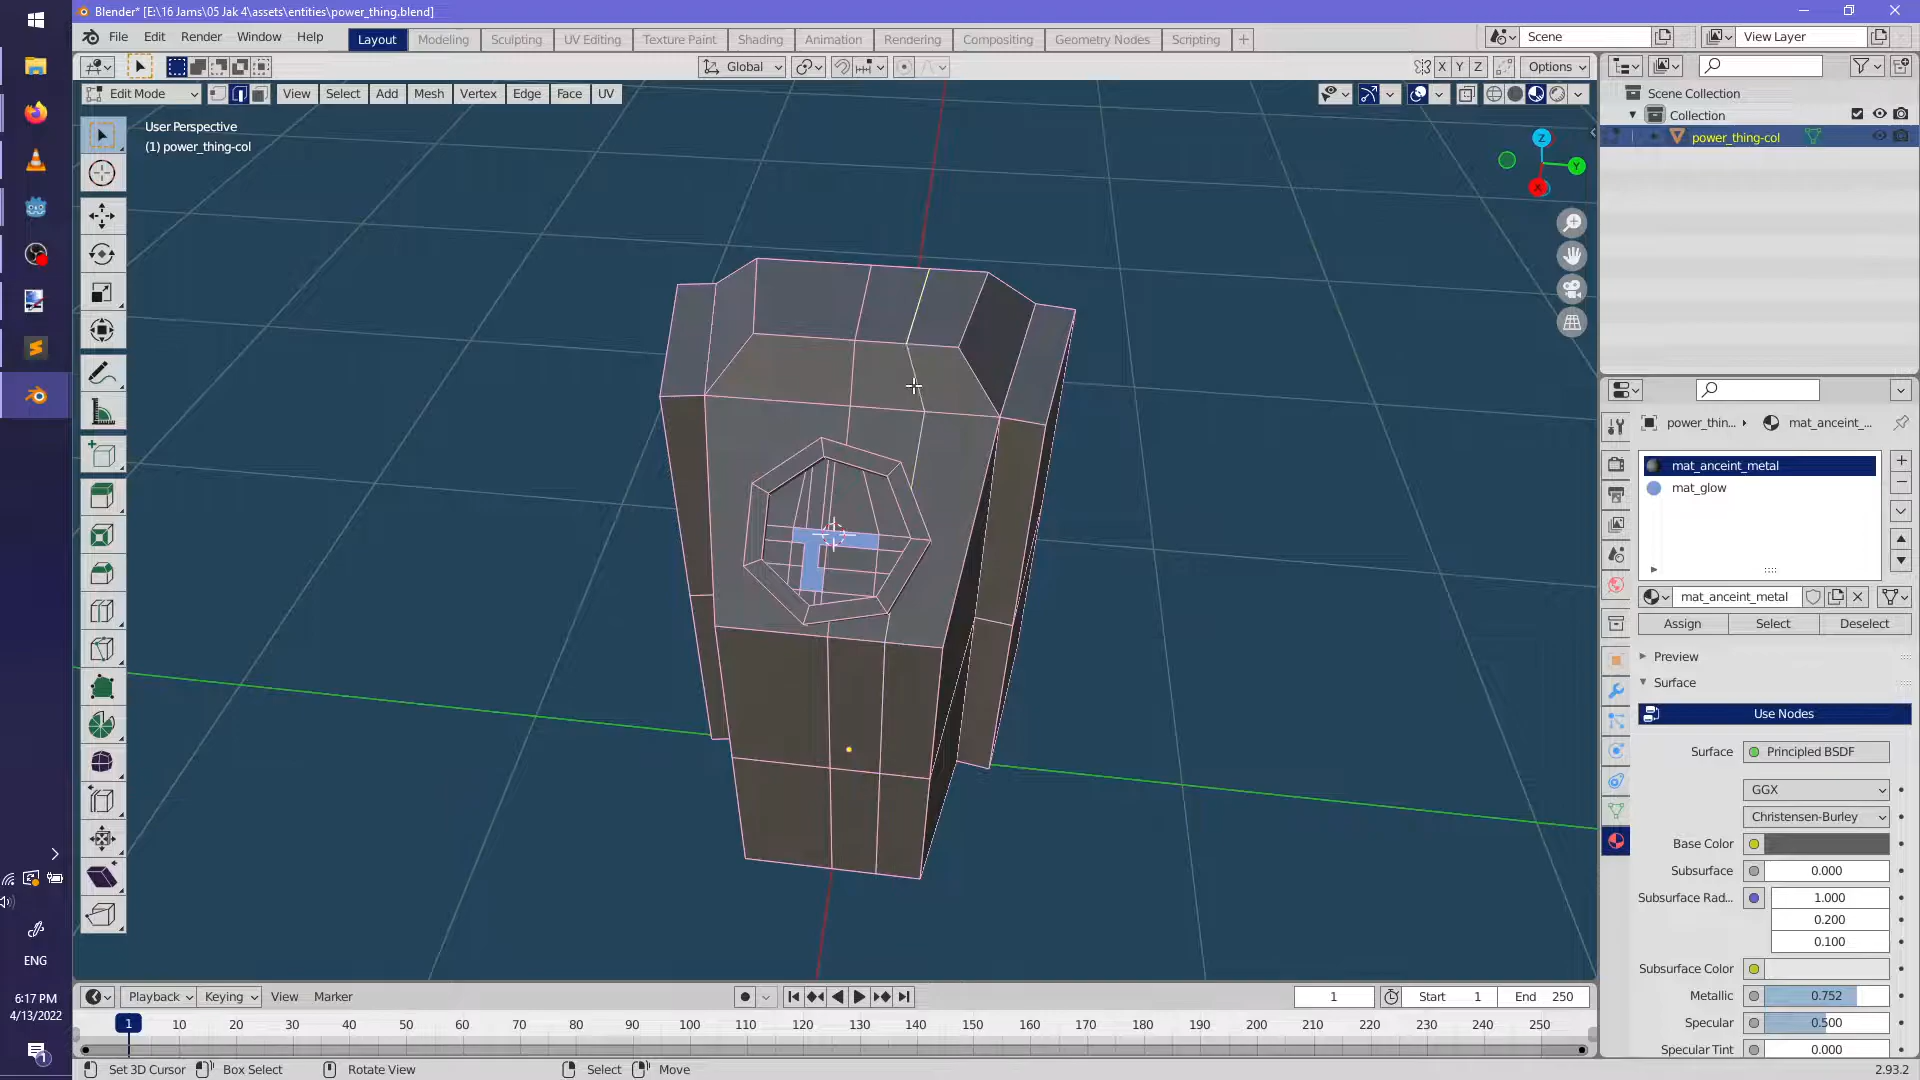 Blender* [E:\16 Jams\05 Jak 4\assets\entities\power_thing.blend]
File Edit Render Window Help
Layout Modeling Sculpting UV Editing Texture Paint Shading Animation Rendering Compositing Geometry Nodes Scripting
Scene
View Layer
Global
X Y Z
Options
Edit Mode
View Select Add Mesh Vertex Edge Face UV
User Perspective
(1) power_thing-col
Z
Y
X
Scene Collection
Collection
power_thing-col
power_thin...
mat_anceint_...
mat_anceint_metal
mat_glow
mat_anceint_metal
Assign
Select
Deselect
Preview
Surface
Use Nodes
Surface Principled BSDF
GGX
Christensen-Burley
Base Color
Subsurface 0.000
Subsurface Rad... 1.000
0.200
0.100
Subsurface Color
Metallic 0.752
Specular 0.500
Specular Tint 0.000
Playback Keying View Marker
1
Start 1
End 250
1 10 20 30 40 50 60 70 80 90 100 110 120 130 140 150 160 170 180 190 200 210 220 230 240 250
Set 3D Cursor
Box Select
Rotate View
Select
Move
2.93.2
ENG
6:17 PM
4/13/2022
1